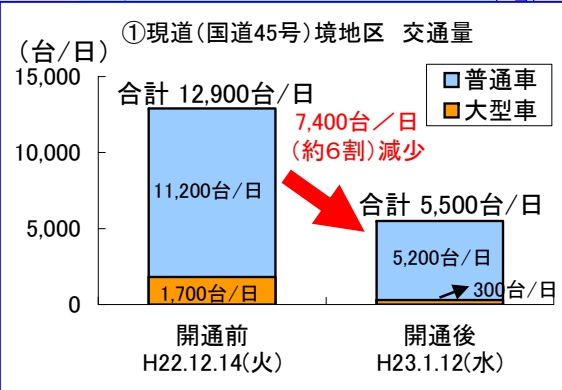 ①現道(国道45号)境地区 交通量
(台/日)
15,000
10,000
5,000
0
普通車
大型車
合計 12,900台/日
7,400台／日
(約６割)減少
11,200台/日
1,700台/日
合計 5,500台/日
5,200台/日
300台/日
開通前
H22.12.14(火)
開通後
H23.1.12(水)